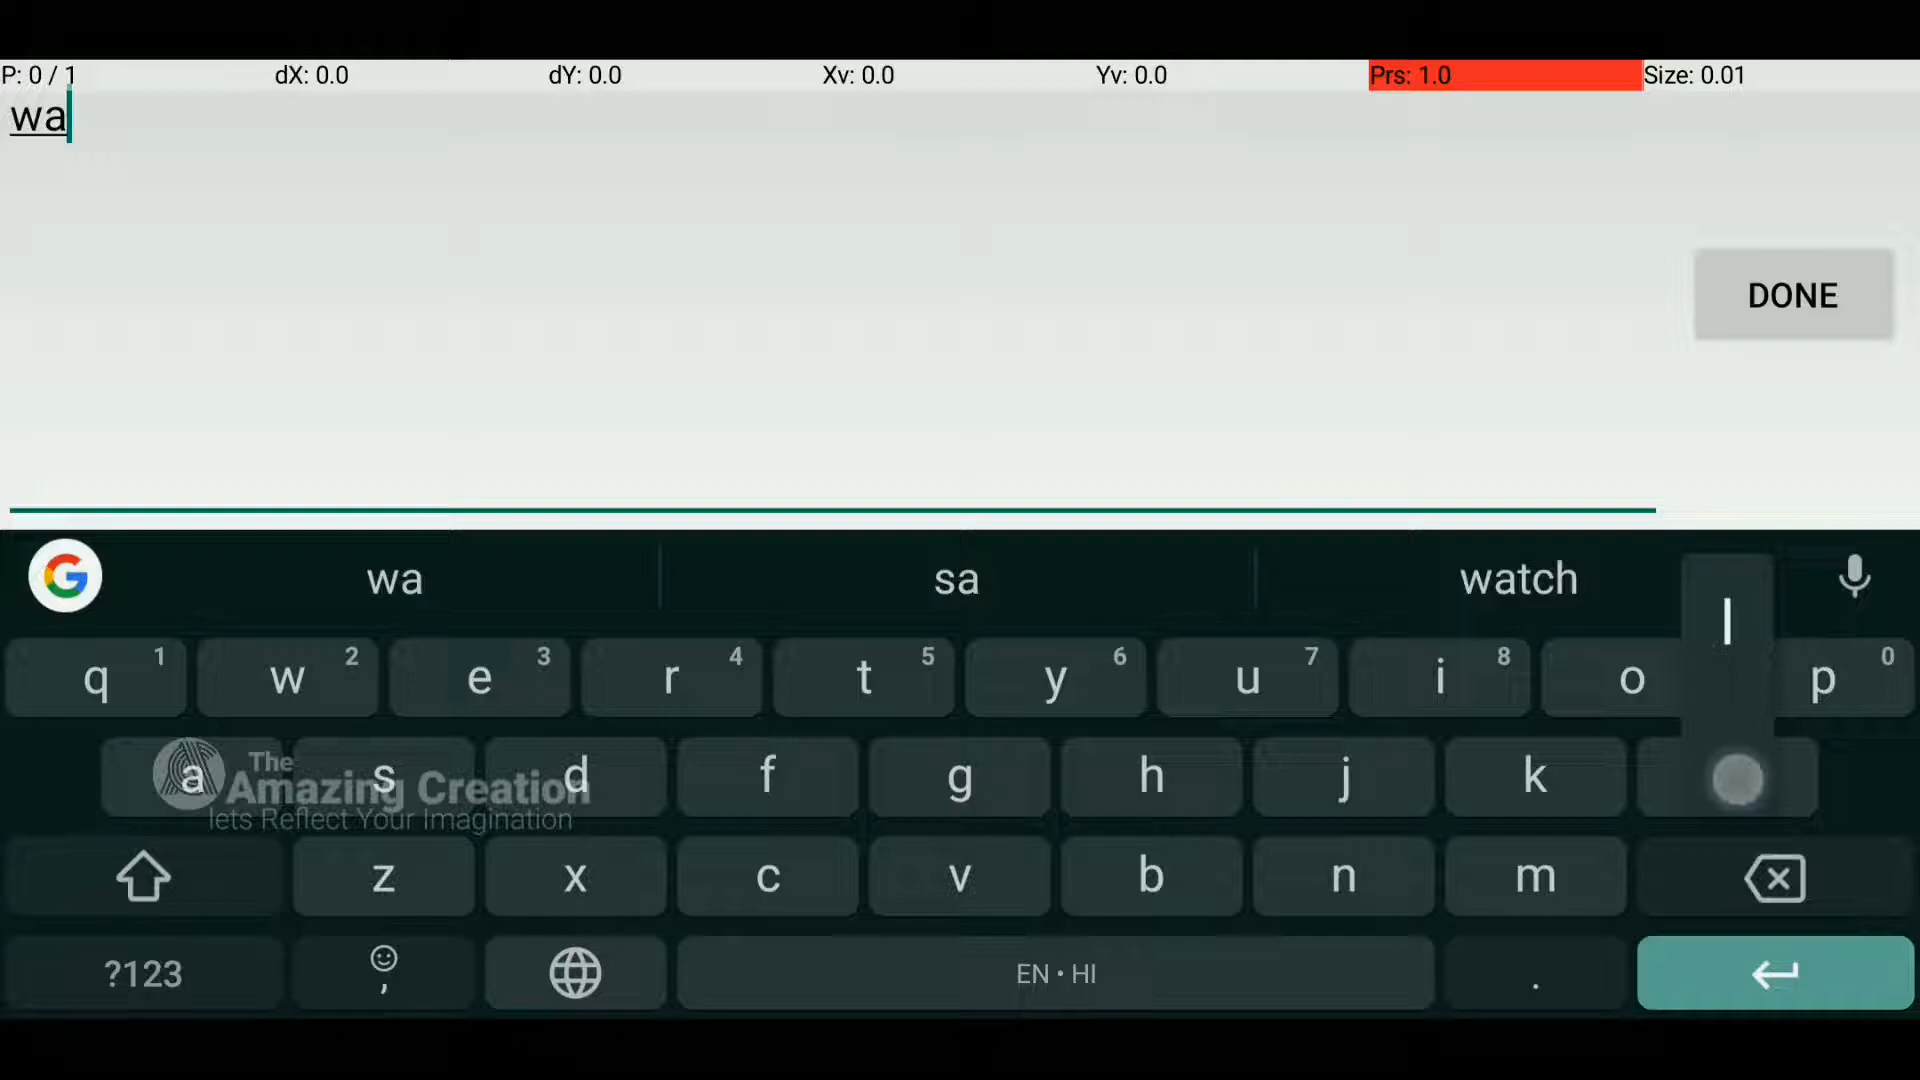 P: 0 / 1 dX: 0.0 dY: 0.0 Xv: 0.0 Yv: 0.0 Prs: 1.0 Size: 0.01
wa
DONE
wa sa watch
l
q 1 w 2 e 3 r 4 t 5 y 6 u 7 i 8 o p 0
a s d f g h j k
The
Amazing Creation
lets Reflect Your Imagination
z x c v b n m
?123 , EN • HI .